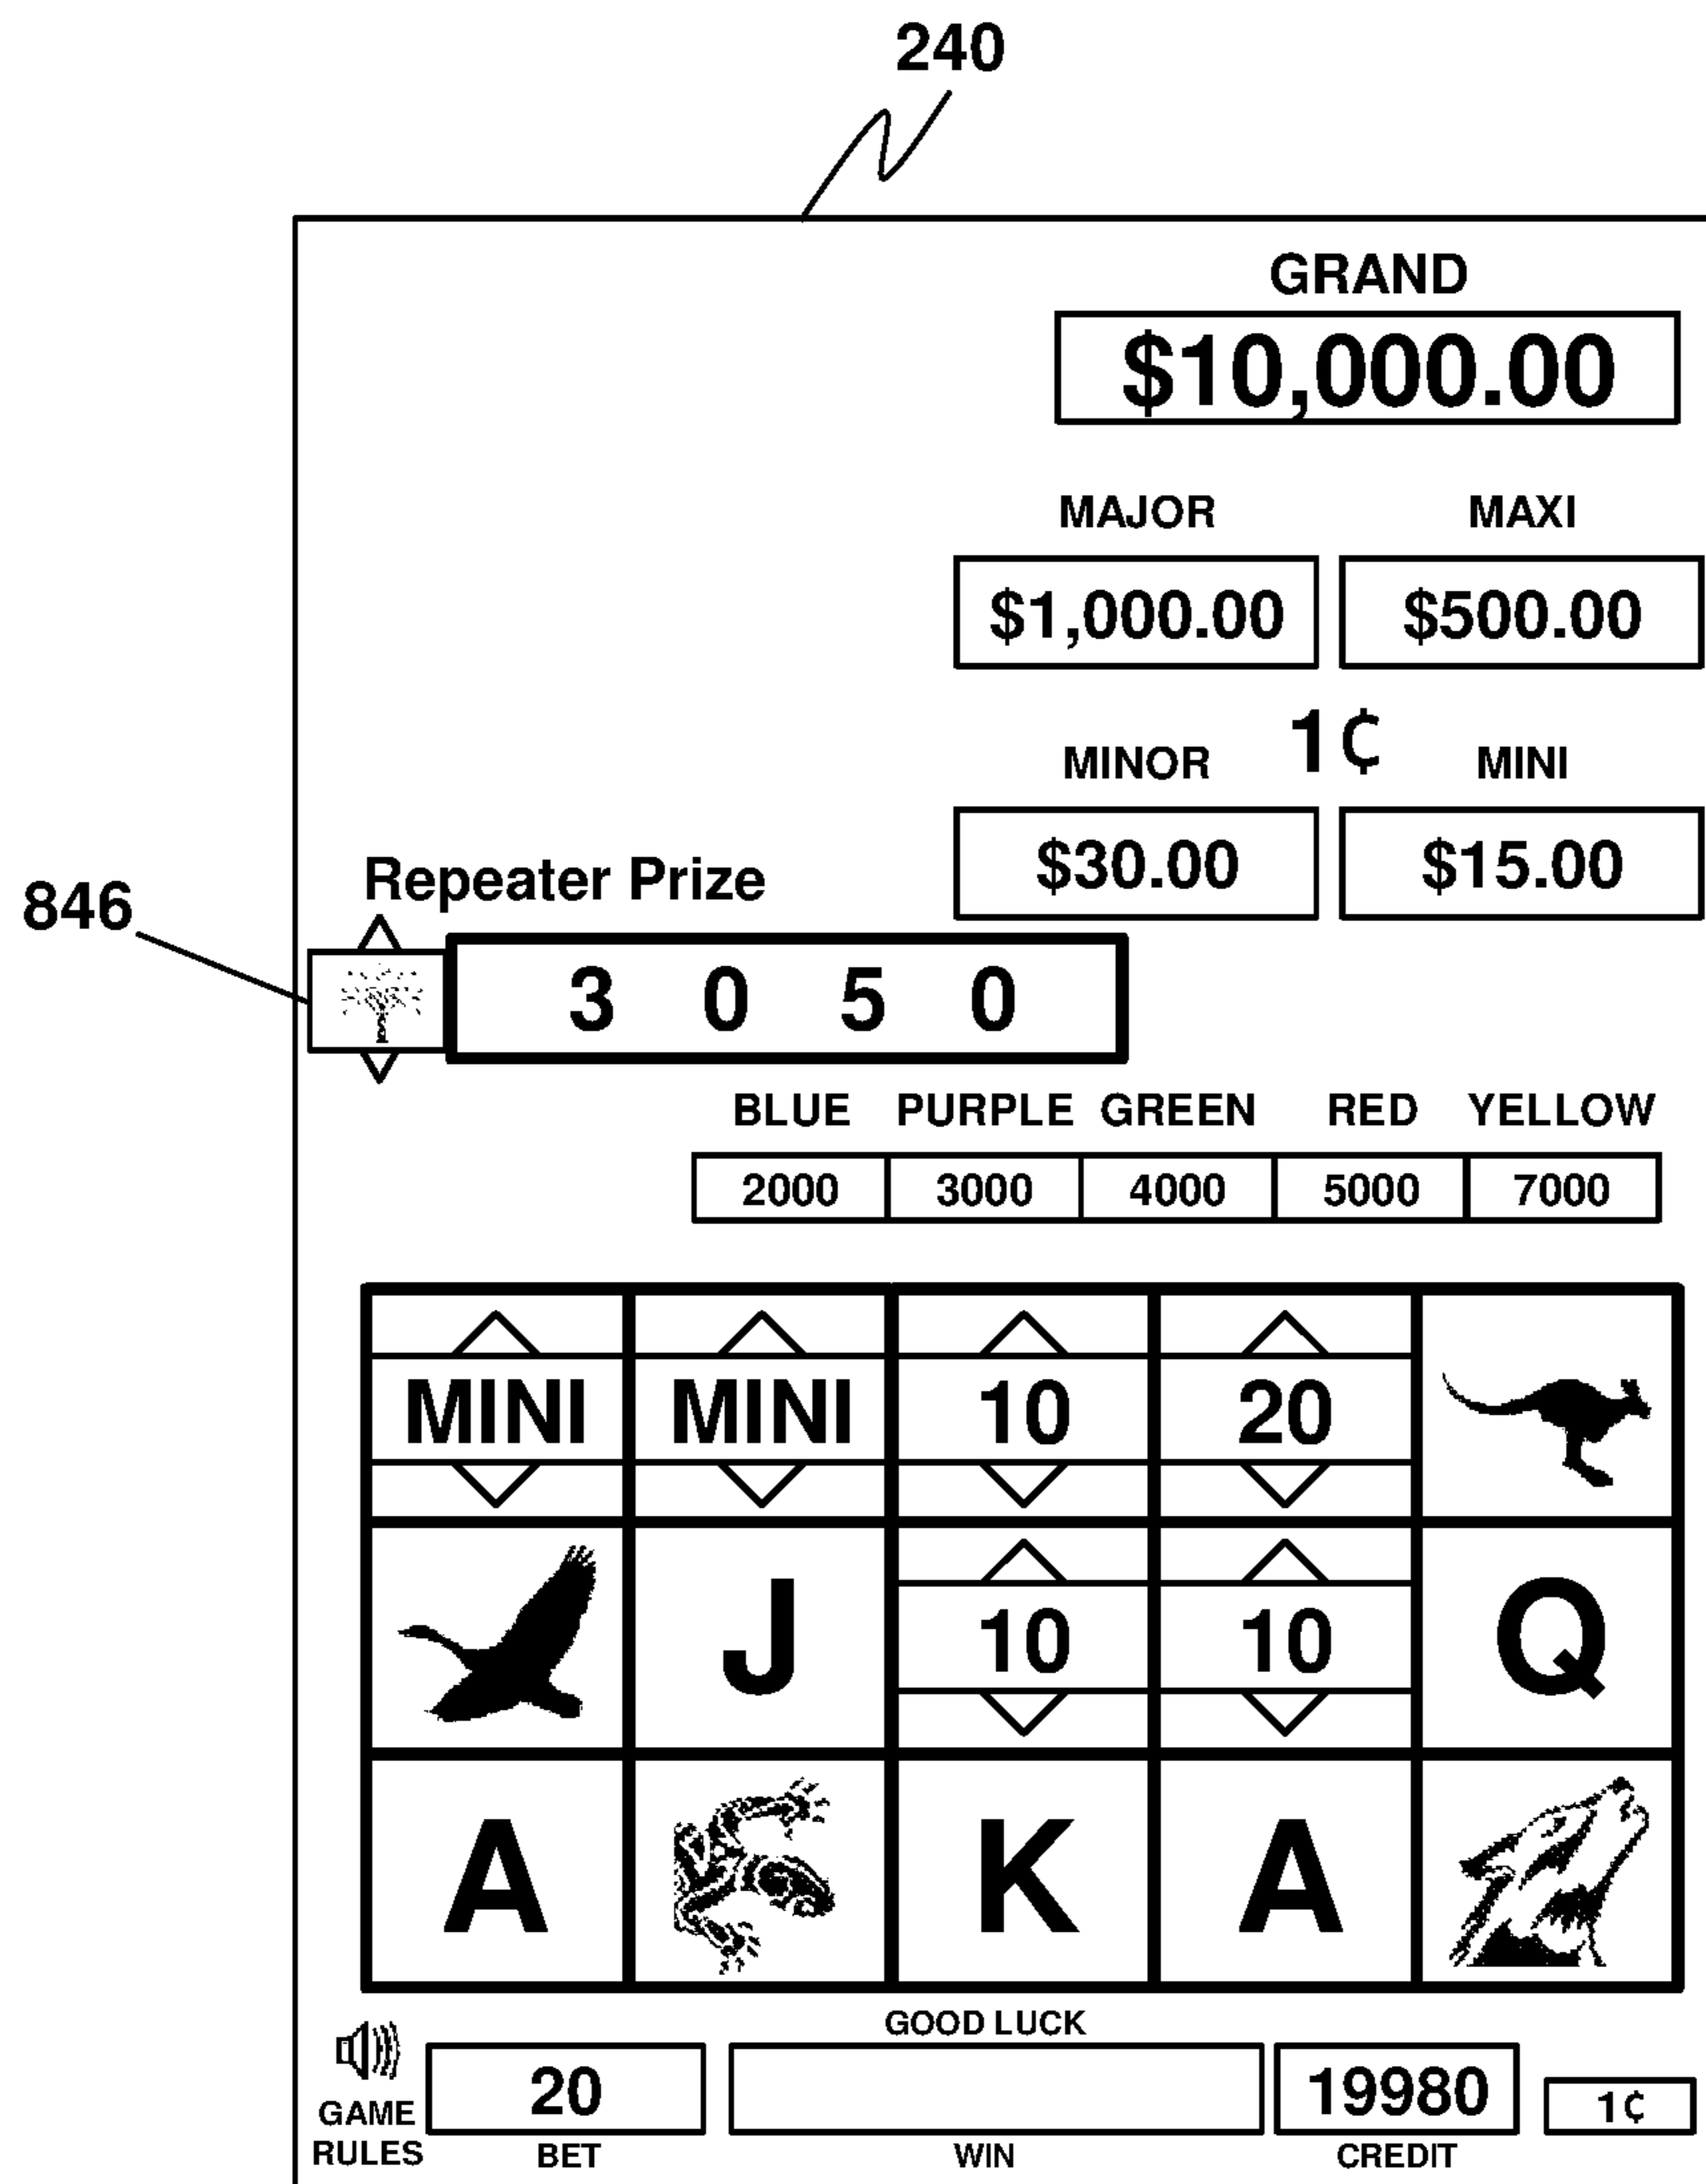 240
GRAND
$10,000.00
MAJOR MAXI
$1,000.00 $500.00
1¢
MINOR MINI
$30.00 $15.00
Repeater Prize
846
3 0 5 0
BLUE PURPLE GREEN RED YELLOW
2000 3000 4000 5000 7000
MINI MINI 10 20
J 10 10 Q
A K A
GOOD LUCK
20 19980 1¢
GAME RULES BET WIN CREDIT